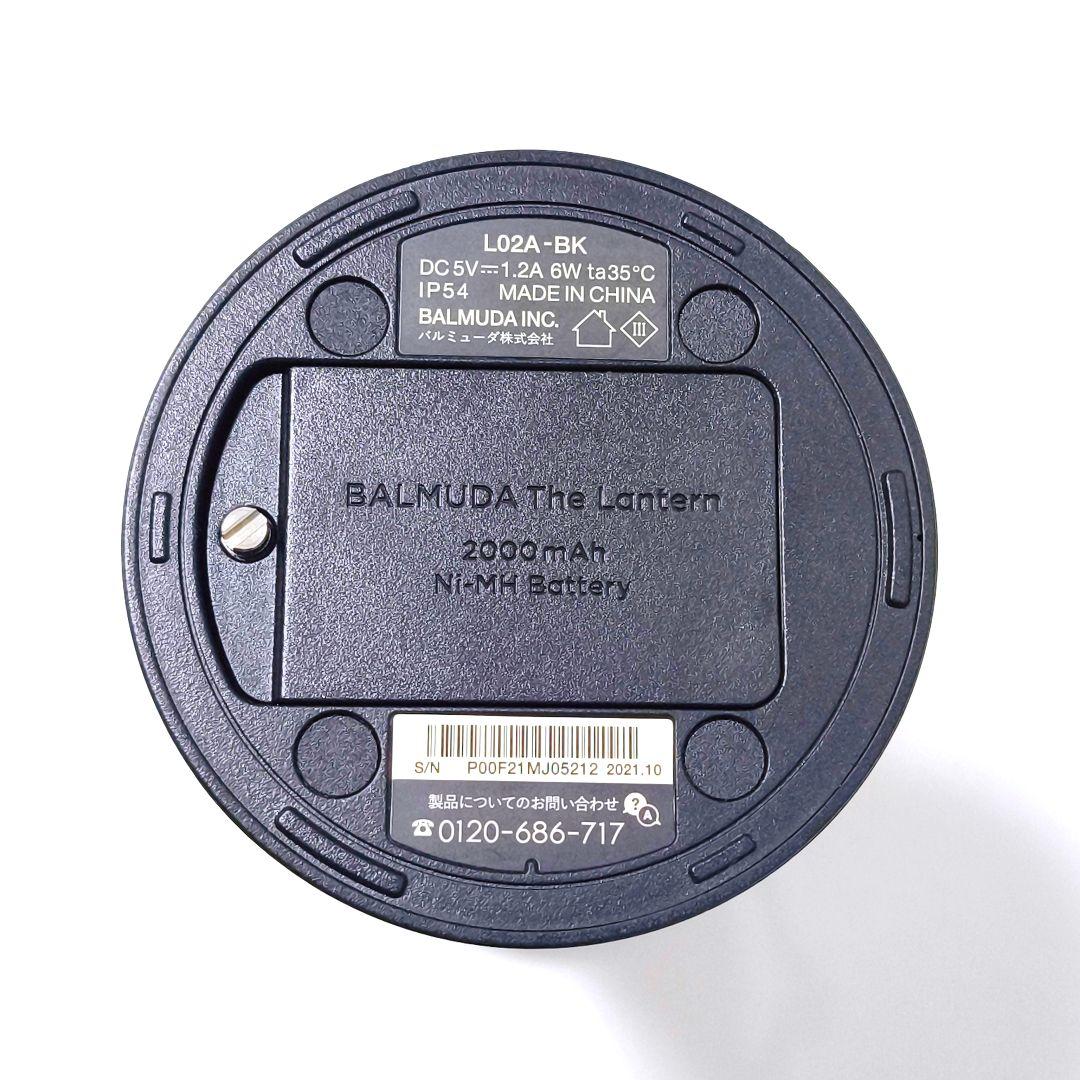 L02A-BK
DC 5V⎓1.2A 6W ta35°C
IP54 MADE IN CHINA
BALMUDA INC.
バルミューダ株式会社
III
BALMUDA The Lantern
2000mAh
Ni-MH Battery
S/N P00F21MJ05212 2021.10
製品についてのお問い合わせ
? A
☎0120-686-717